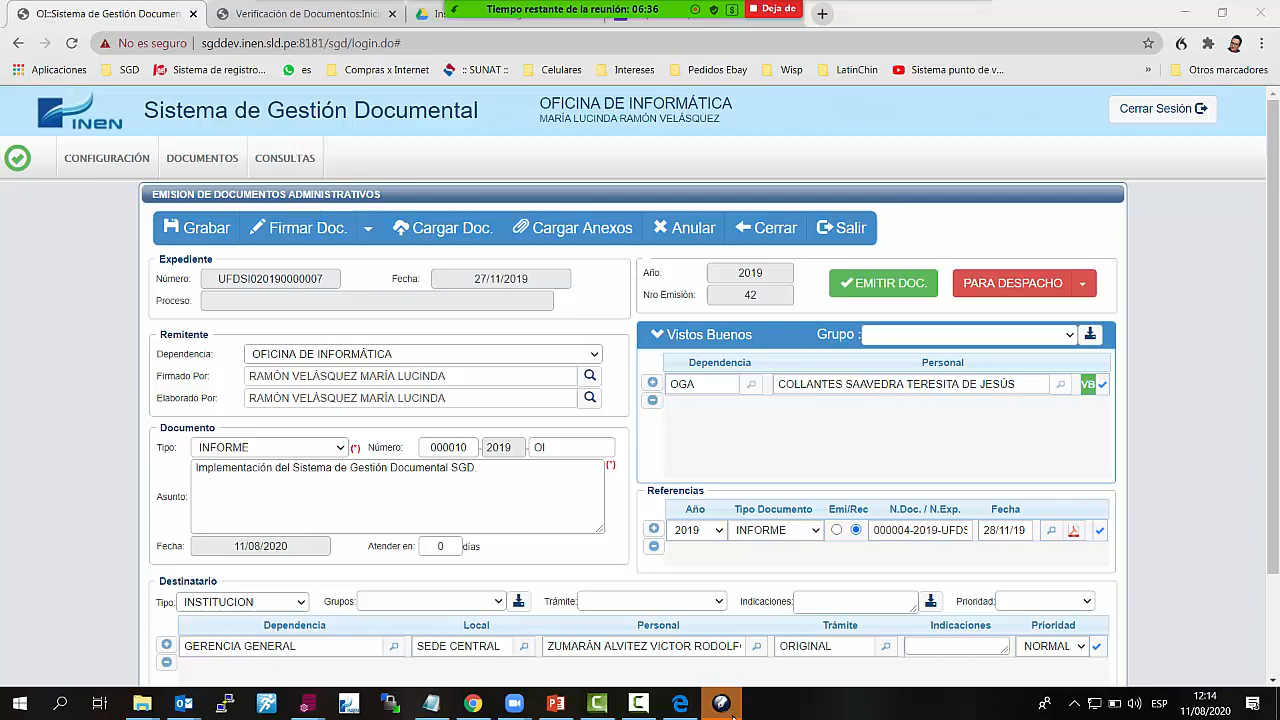 OI:Sistema de Gestión Documen
Verificación de Documentos:Inici
Tiempo restante de la reunión: 06:36
Deja de
No es seguro | sgddev.inen.sld.pe:8181/sgd/login.do#
Aplicaciones SGD Sistema de registro... es Compras x Internet :: SUNAT :: Celulares Intereses Pedido Ebay Wisp LatinChin Sistema punto de v... » Otros marcadores
INEN
Sistema de Gestión Documental
OFICINA DE INFORMÁTICA
MARÍA LUCINDA RAMÓN VELÁSQUEZ
Cerrar Sesión
CONFIGURACIÓN DOCUMENTOS CONSULTAS
EMISION DE DOCUMENTOS ADMINISTRATIVOS
Grabar Firmar Doc. Cargar Doc. Cargar Anexos Anular Cerrar Salir
Expediente
Número: UFDSI020190000007 Fecha: 27/11/2019
Proceso:
Año: 2019
Nro Emisión: 42
EMITIR DOC. PARA DESPACHO
Remitente
Dependencia: OFICINA DE INFORMÁTICA
Firmado Por: RAMÓN VELÁSQUEZ MARÍA LUCINDA
Elaborado Por: RAMÓN VELÁSQUEZ MARÍA LUCINDA
Vistos Buenos Grupo :
Dependencia Personal
OGA COLLANTES SAAVEDRA TERESITA DE JESÚS VB
Documento
Tipo: INFORME (*) Número: 000010 - 2019 - OI
Asunto: Implementación del Sistema de Gestión Documental SGD. (*)
Fecha: 11/08/2020 Atender en: 0 días
Referencias
Año Tipo Documento Emi/Rec N.Doc. / N.Exp. Fecha
2019 INFORME 000004-2019-UFDS 28/11/19
Destinatario
Tipo: INSTITUCION Grupos: Trámite: Indicaciones: Prioridad:
Dependencia Local Personal Trámite Indicaciones Prioridad
GERENCIA GENERAL SEDE CENTRAL ZUMARÁN ALVITEZ VICTOR RODOLF ORIGINAL NORMAL
ESP
12:14
11/08/2020